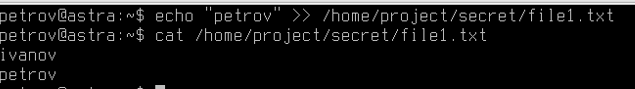 petrov@astra:~$ echo "petrov" >> /home/project/secret/file1.txt
petrov@astra:~$ cat /home/project/secret/file1.txt
ivanov
petrov